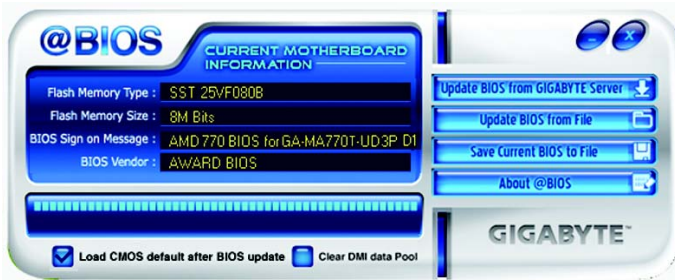 @BIOS
CURRENT MOTHERBOARD
INFORMATION
Flash Memory Type : SST 25VF080B
Flash Memory Size : 8M Bits
BIOS Sign on Message : AMD 770 BIOS for GA-MA770T-UD3P D1
BIOS Vendor : AWARD BIOS
Update BIOS from GIGABYTE Server
Update BIOS from File
Save Current BIOS to File
About @BIOS
Load CMOS default after BIOS update
Clear DMI data Pool
GIGABYTE™